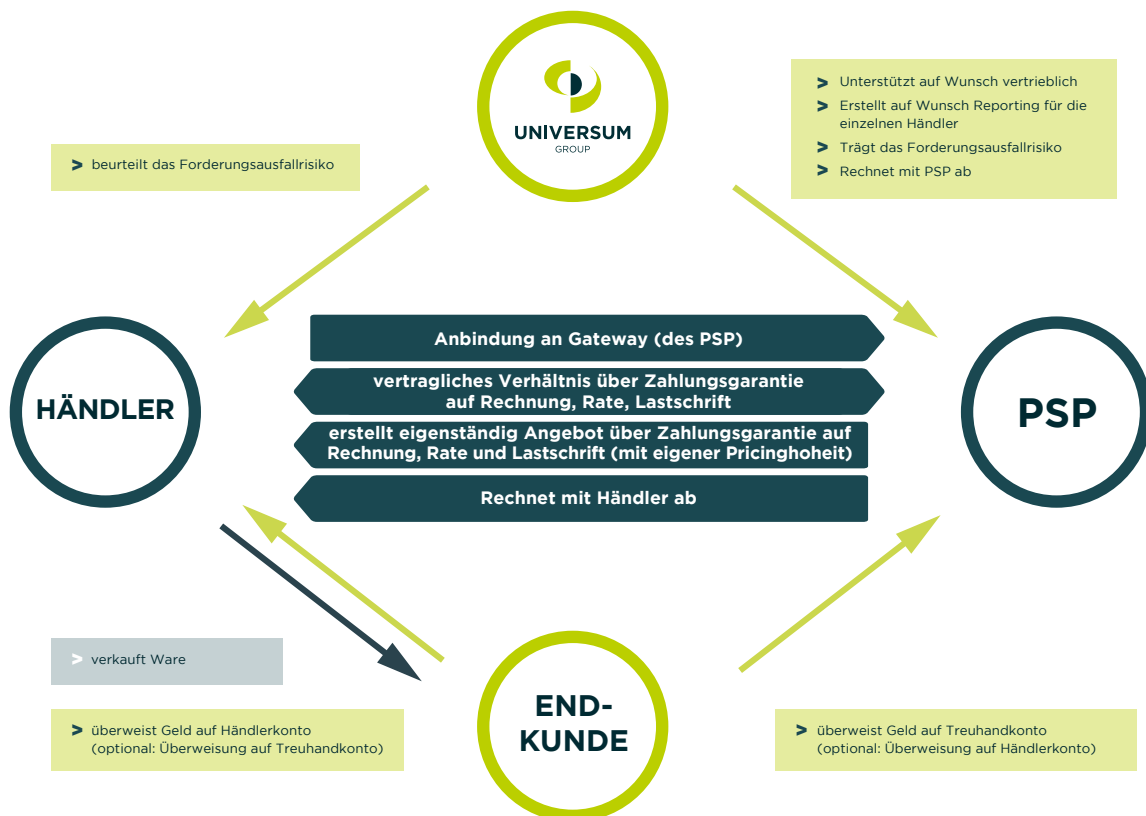 UNIVERSUM
GROUP
> Unterstützt auf Wunsch vertrieblich
> Erstellt auf Wunsch Reporting für die
einzelnen Händler
> Trägt das Forderungsausfallrisiko
> Rechnet mit PSP ab
> beurteilt das Forderungsausfallrisiko
HÄNDLER
Anbindung an Gateway (des PSP)
vertragliches Verhältnis über Zahlungsgarantie
auf Rechnung, Rate, Lastschrift
erstellt eigenständig Angebot über Zahlungsgarantie auf
Rechnung, Rate und Lastschrift (mit eigener Pricinghoheit)
Rechnet mit Händler ab
PSP
> verkauft Ware
> überweist Geld auf Händlerkonto
(optional: Überweisung auf Treuhandkonto)
END-
KUNDE
> überweist Geld auf Treuhandkonto
(optional: Überweisung auf Händlerkonto)